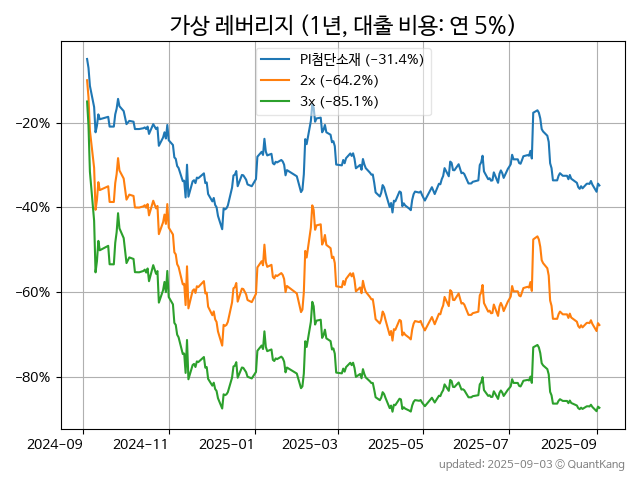 가상 레버리지 (1년, 대출 비용: 연 5%)
PI첨단소재 (−31.4%)
2x (−64.2%)
3x (−85.1%)
−20%
−40%
−60%
−80%
2024-09 2024-11 2025-01 2025-03 2025-05 2025-07 2025-09
updated: 2025-09-03 © QuantKang